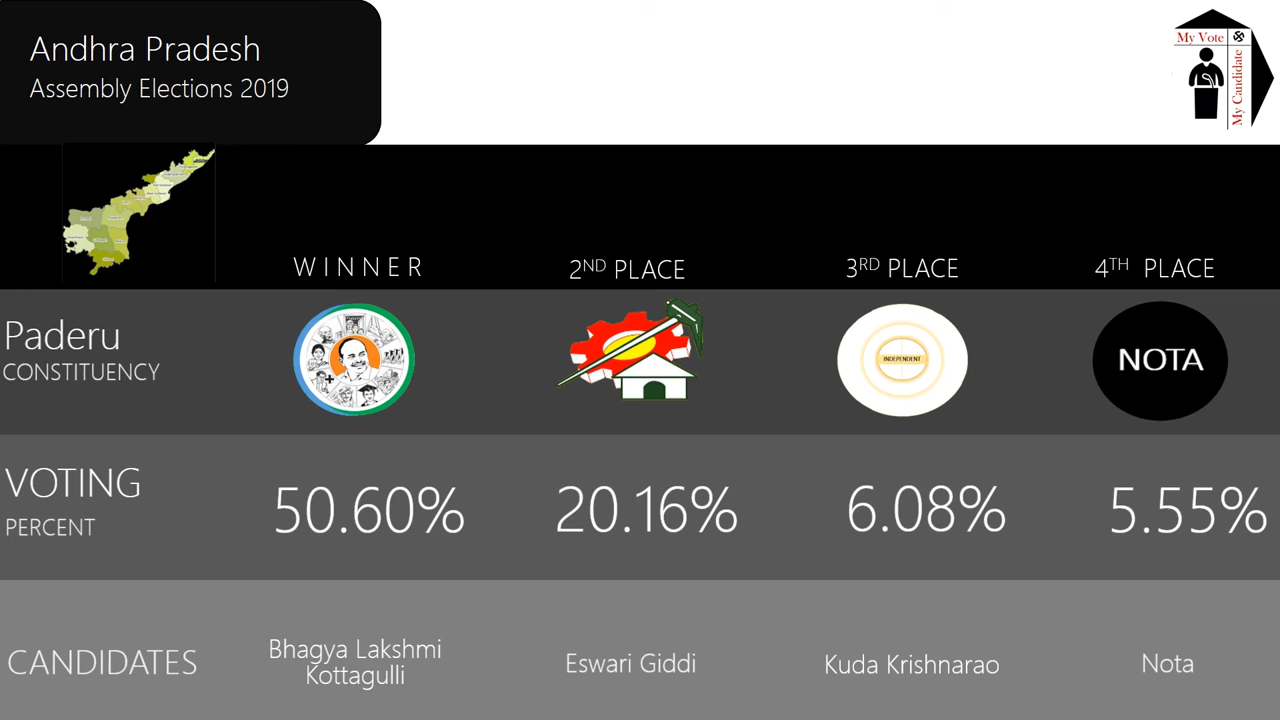 Andhra Pradesh
Assembly Elections 2019
My Vote
My Candidate
WINNER
2ND PLACE
3RD PLACE
4TH PLACE
Paderu
CONSTITUENCY
INDEPENDENT
NOTA
VOTING
PERCENT
50.60%
20.16%
6.08%
5.55%
CANDIDATES
Bhagya Lakshmi
Kottagulli
Eswari Giddi
Kuda Krishnarao
Nota